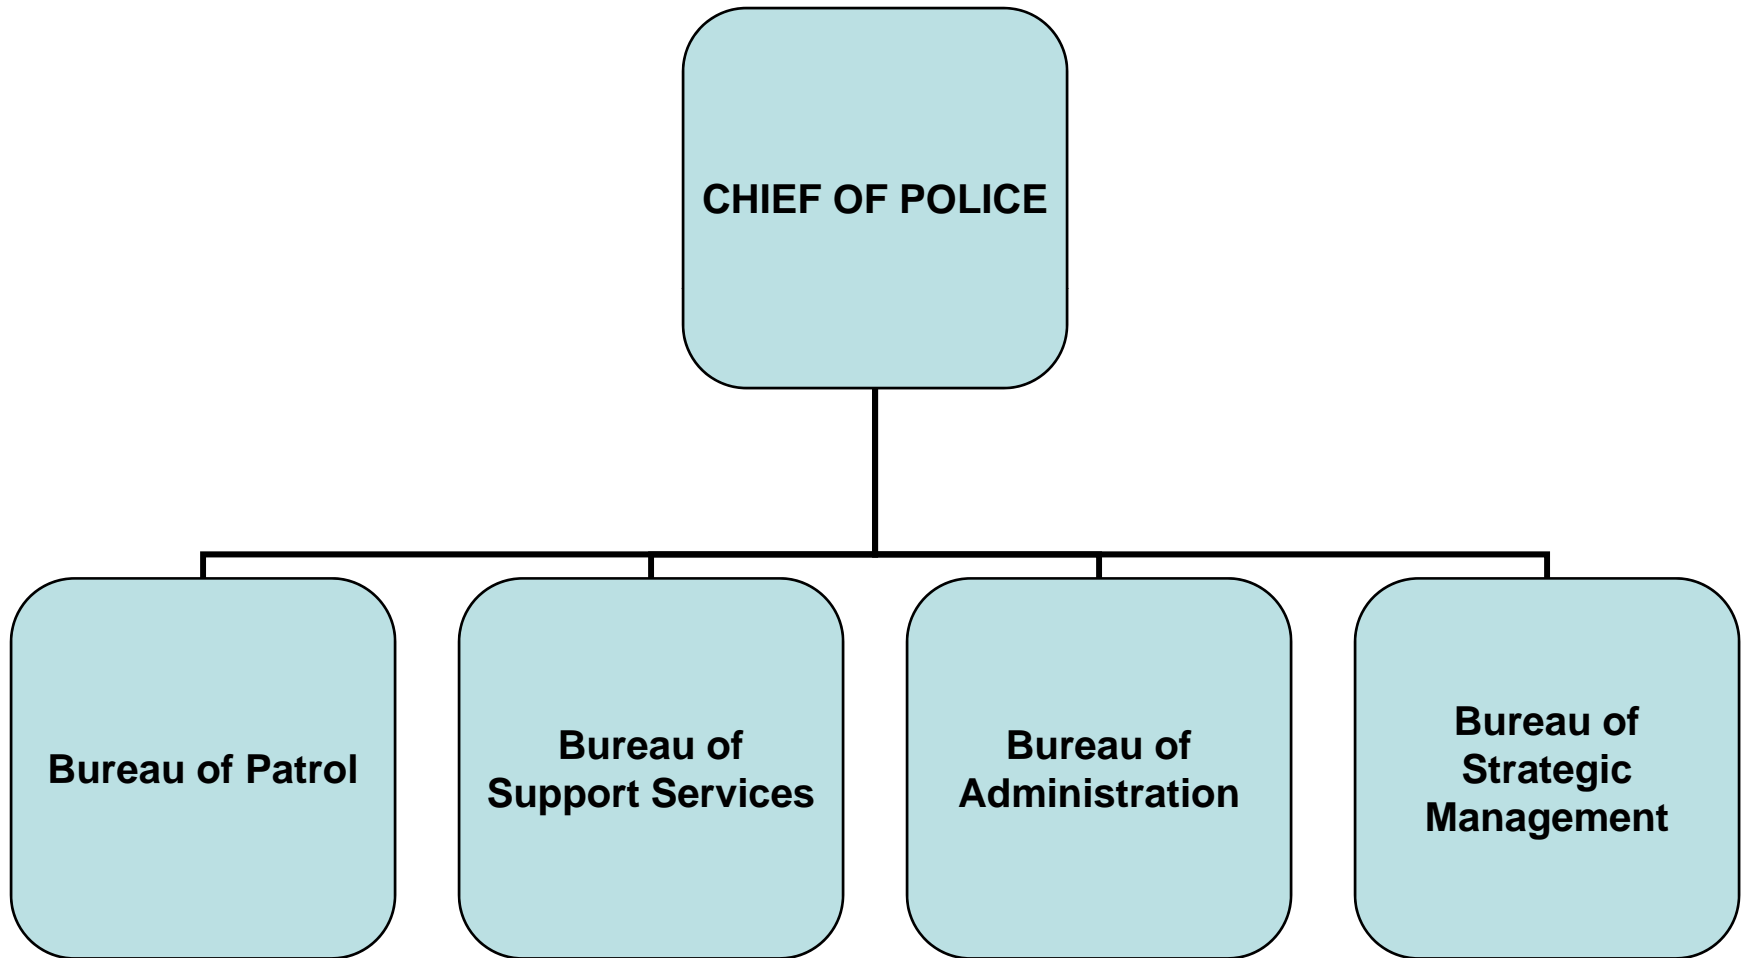 CHIEF OF POLICE
Bureau of Patrol
Bureau of
Support Services
Bureau of
Administration
Bureau of
Strategic
Management